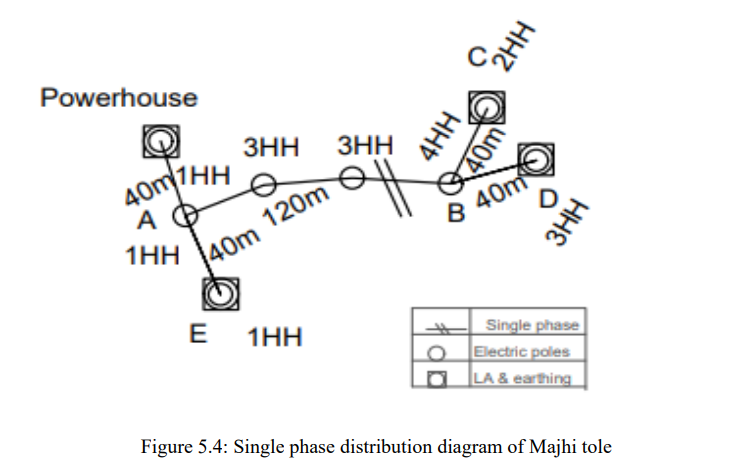 C 2HH
Powerhouse
3HH
3HH
4HH
40m
1HH
40m
120m
A
B
40m
D
3HH
1HH
40m
E
1HH
Single phase
Electric poles
LA & earthing
Figure 5.4: Single phase distribution diagram of Majhi tole